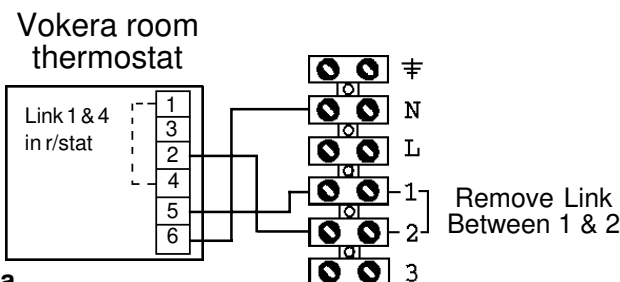 Vokera room
thermostat
Link 1 & 4
in r/stat
1
3
2
4
5
6
N
L
1
2
3
Remove Link
Between 1 & 2
a